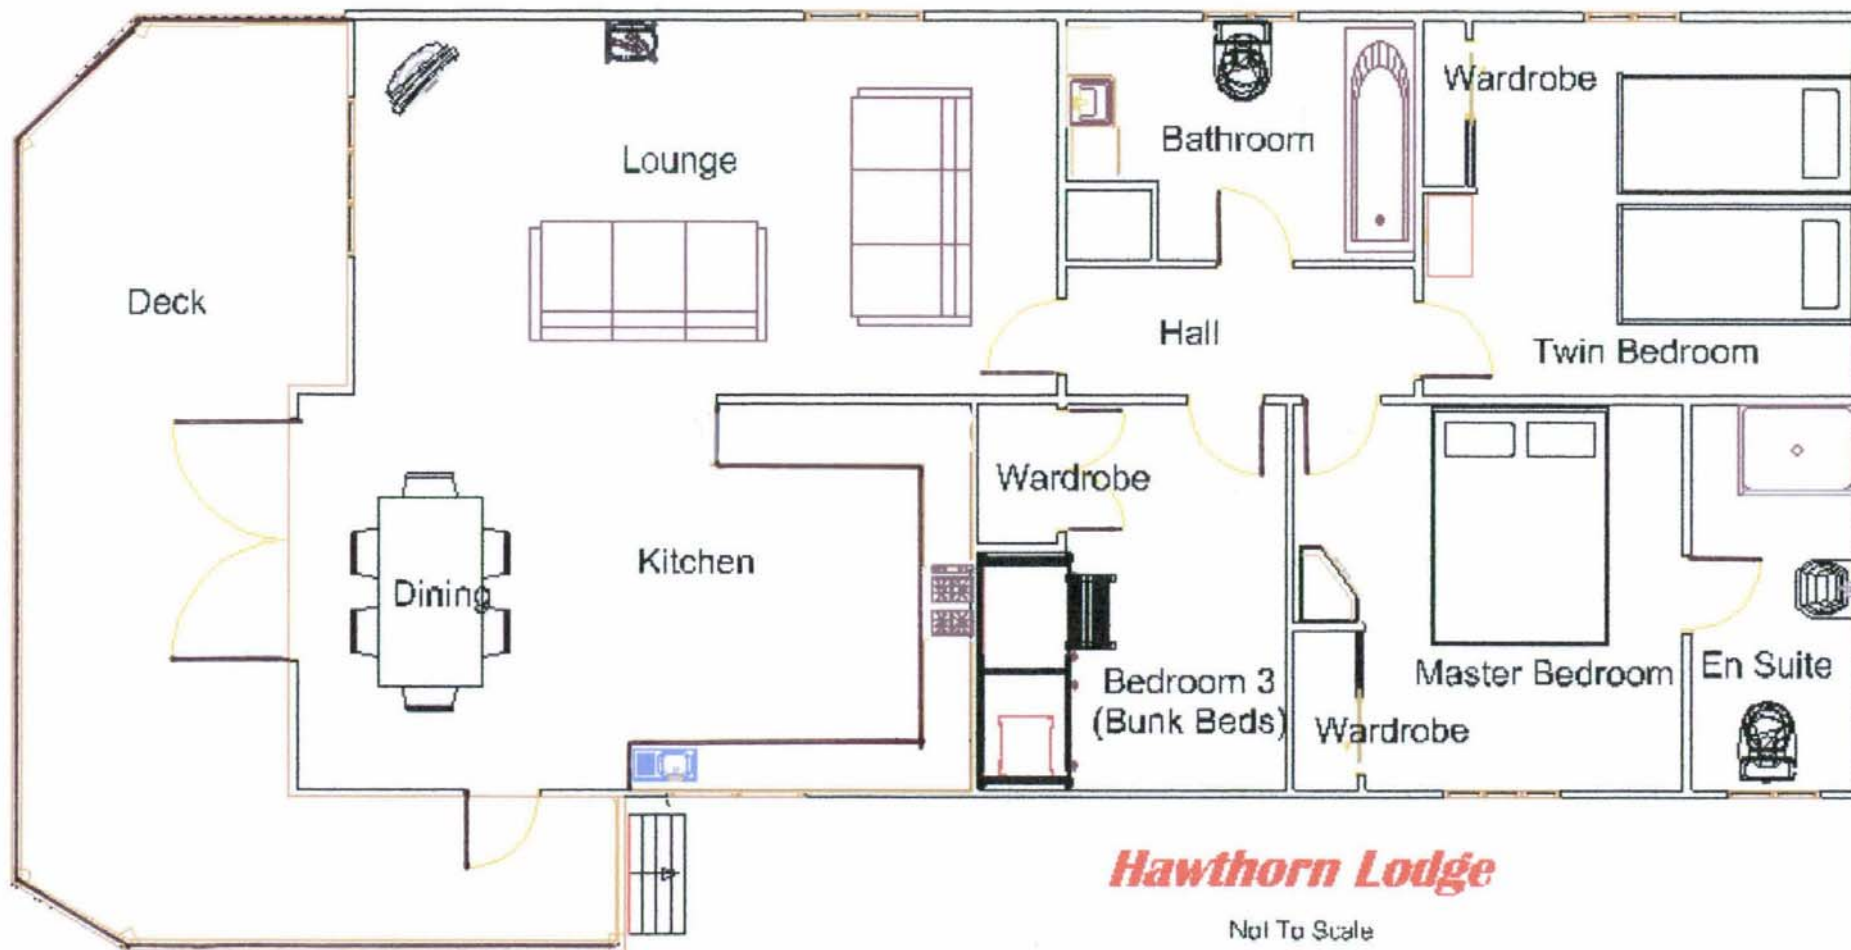 Wardrobe
Bathroom
Lounge
Deck
Hall
Twin Bedroom
Wardrobe
Kitchen
Dining
Master Bedroom
En Suite
Bedroom 3
(Bunk Beds)
Wardrobe
Hawthorn Lodge
Not To Scale